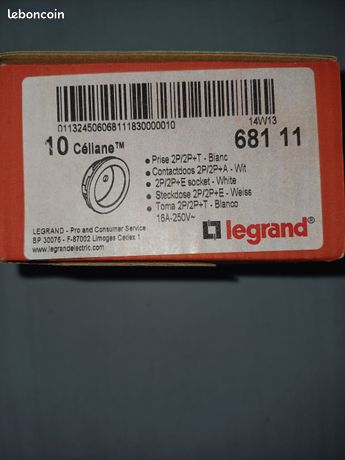 leboncoin
0113245060681118300000010
14W13
10 Céliane™
681 11
• Prise 2P/2P+T - Blanc
• Contactdoos 2P/2P+A - Wit
• 2P/2P+E socket - White
• Steckdose 2P/2P+E - Weiss
• Toma 2P/2P+T - Blanco
16A-250V~
LEGRAND - Pro and Consumer Service
BP 30076 - F-87002 Limoges Cedex 1
www.legrandelectric.com
legrand®